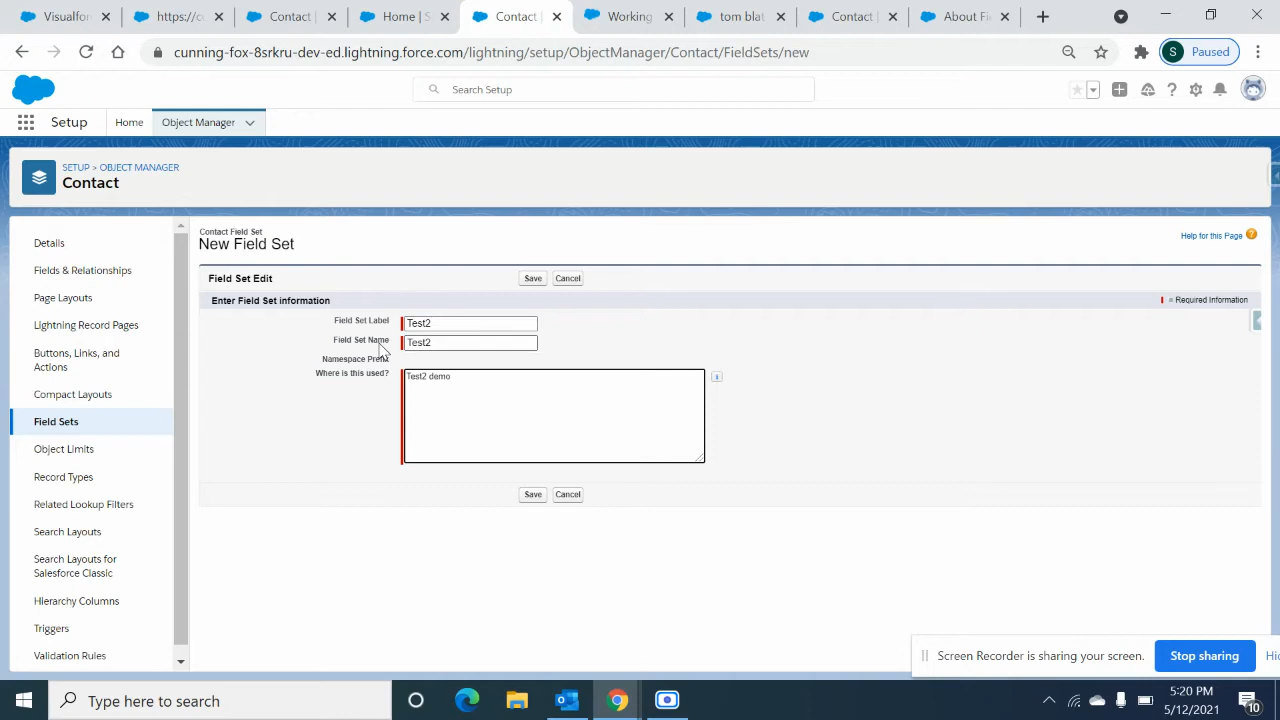 Visualfor
https://c
Contact |
Home | S
Contact |
Working
tom blat
Contact |
About Fi
cunning-fox-8srkru-dev-ed.lightning.force.com/lightning/setup/ObjectManager/Contact/FieldSets/new
S Paused
Search Setup
Setup
Home
Object Manager
SETUP > OBJECT MANAGER
Contact
Details
Fields & Relationships
Page Layouts
Lightning Record Pages
Buttons, Links, and
Actions
Compact Layouts
Field Sets
Object Limits
Record Types
Related Lookup Filters
Search Layouts
Search Layouts for
Salesforce Classic
Hierarchy Columns
Triggers
Validation Rules
Contact Field Set
New Field Set
Help for this Page ?
Field Set Edit
Save Cancel
Enter Field Set information
= Required Information
Field Set Label Test2
Field Set Name Test2
Namespace Prefix
Where is this used? Test2 demo
i
Save Cancel
Screen Recorder is sharing your screen.
Stop sharing
Hid
Type here to search
5:20 PM
5/12/2021
10